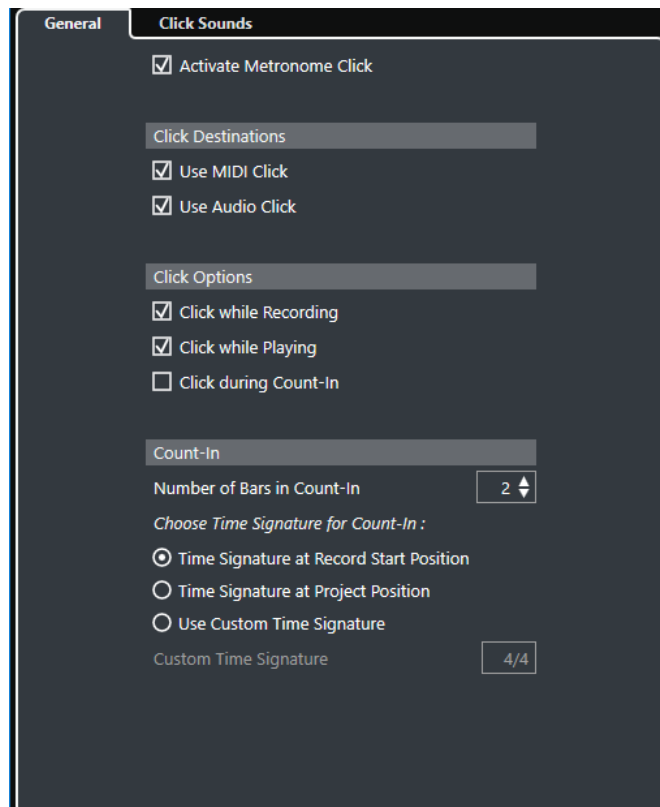 General Click Sounds
Activate Metronome Click
Click Destinations
Use MIDI Click
Use Audio Click
Click Options
Click while Recording
Click while Playing
Click during Count-In
Count-In
Number of Bars in Count-In 2
Choose Time Signature for Count-In :
Time Signature at Record Start Position
Time Signature at Project Position
Use Custom Time Signature
Custom Time Signature 4/4